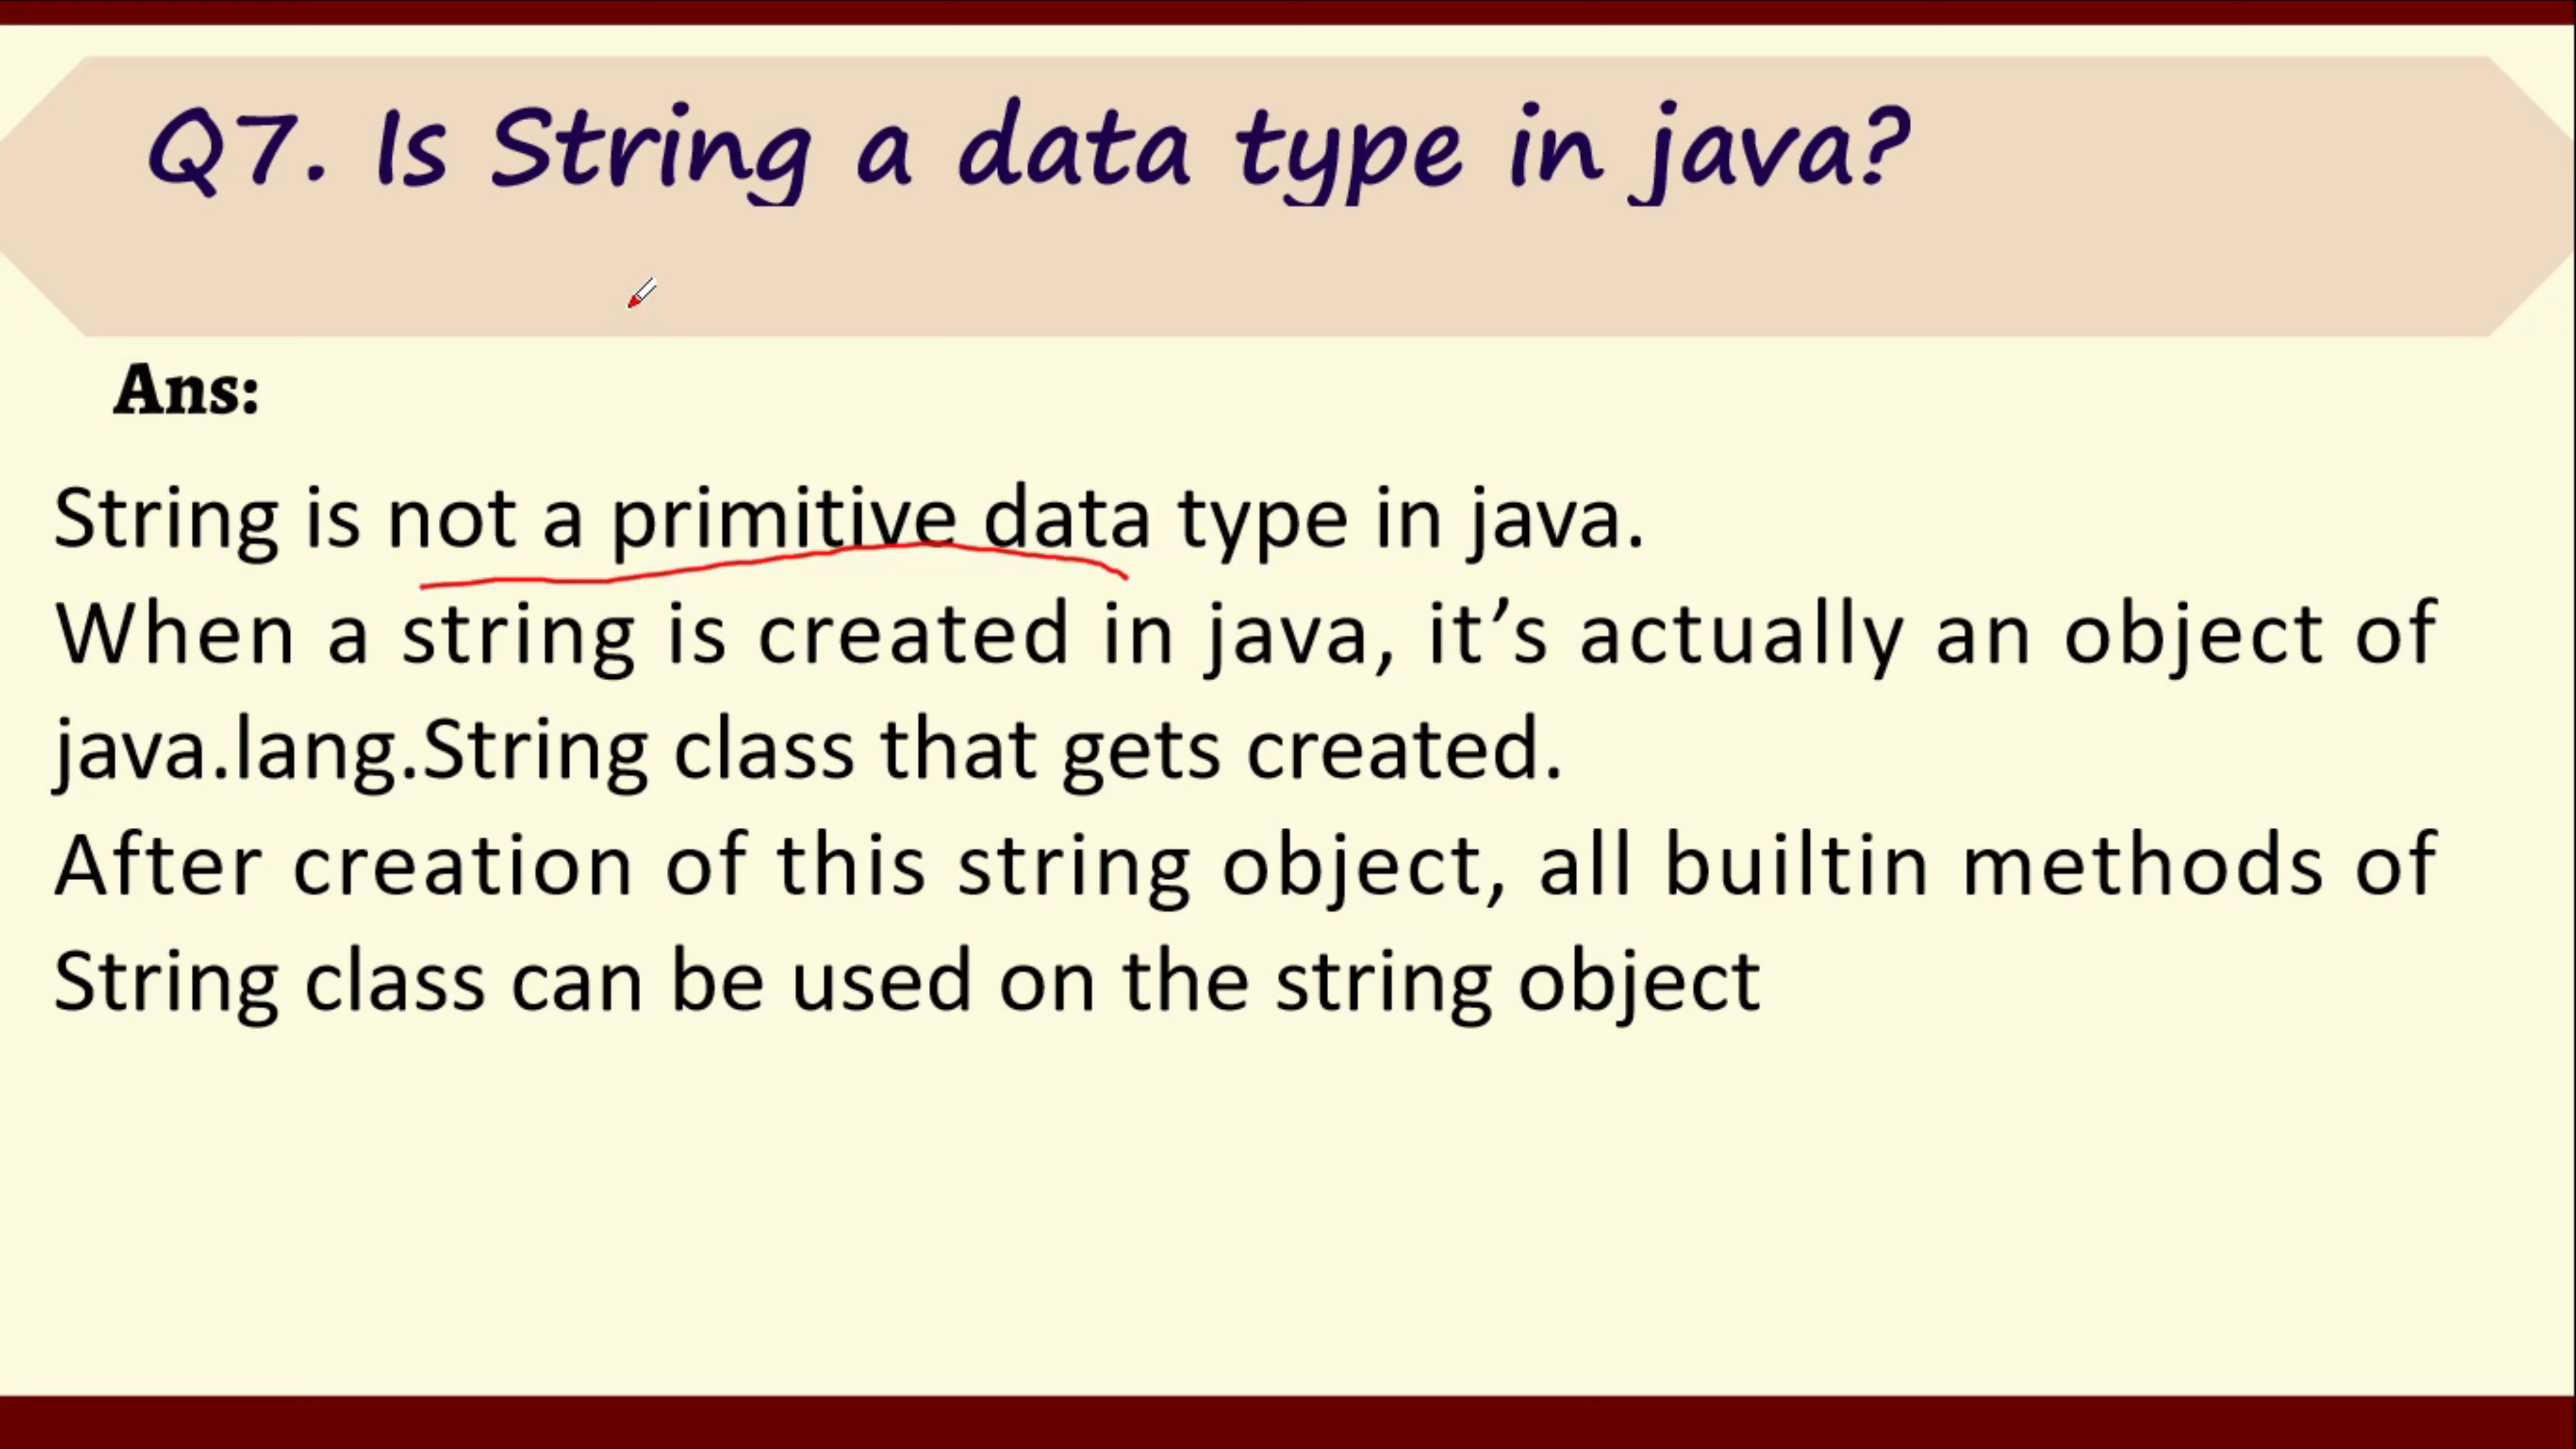 Q7. Is String a data type in java?
Ans:
String is not a primitive data type in java.
When a string is created in java, it’s actually an object of
java.lang.String class that gets created.
After creation of this string object, all builtin methods of
String class can be used on the string object